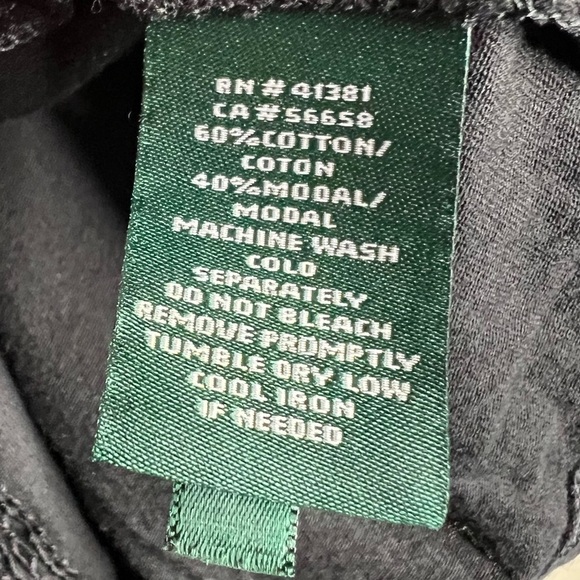 RN # 41381
CA # 56658
60%COTTON/
COTON
40%MODAL/
MODAL
MACHINE WASH
COLD
SEPARATELY
DO NOT BLEACH
REMOVE PROMPTLY
TUMBLE DRY LOW
COOL IRON
IF NEEDED